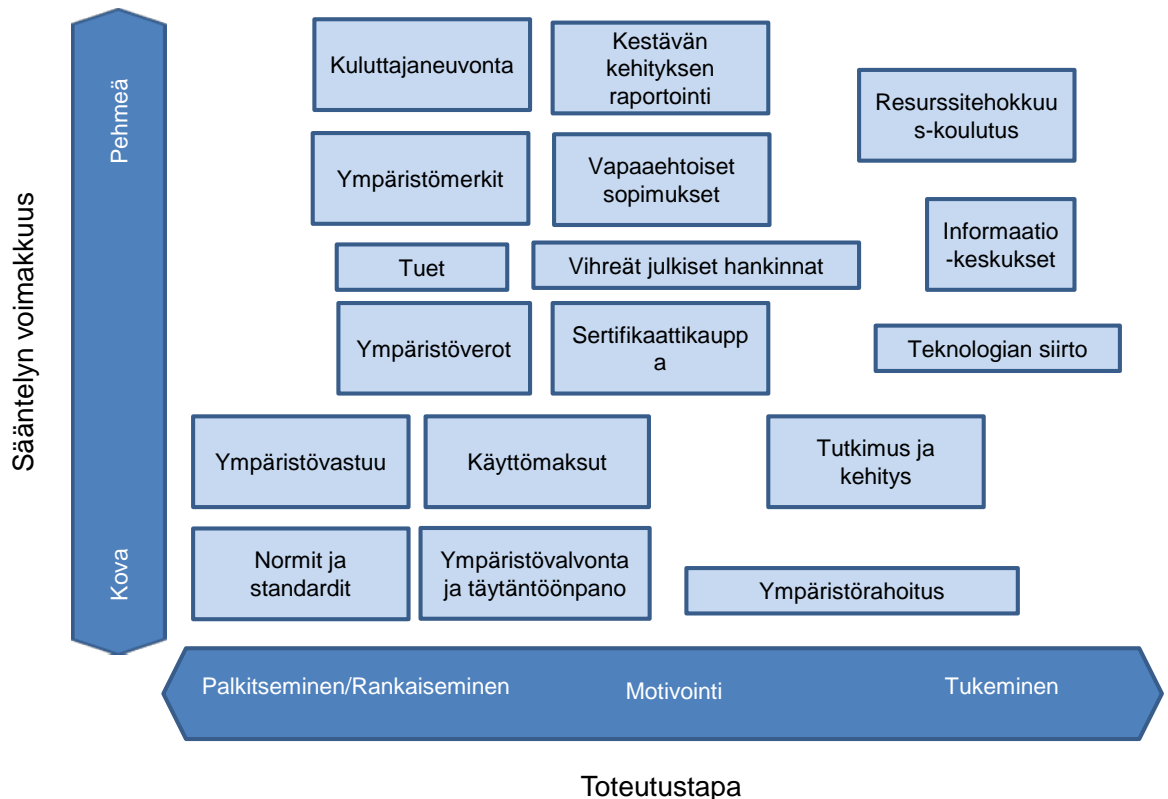 Sääntelyn voimakkuus
Pehmeä
Kova
Kuluttajaneuvonta
Kestävän
kehityksen
raportointi
Resurssitehokkuu
s-koulutus
Ympäristömerkit
Vapaaehtoiset
sopimukset
Informaatio
-keskukset
Tuet
Vihreät julkiset hankinnat
Ympäristöverot
Sertifikaattikaupp
a
Teknologian siirto
Ympäristövastuu
Käyttömaksut
Tutkimus ja
kehitys
Normit ja
standardit
Ympäristövalvonta
ja täytäntöönpano
Ympäristörahoitus
Palkitseminen/Rankaiseminen
Motivointi
Tukeminen
Toteutustapa